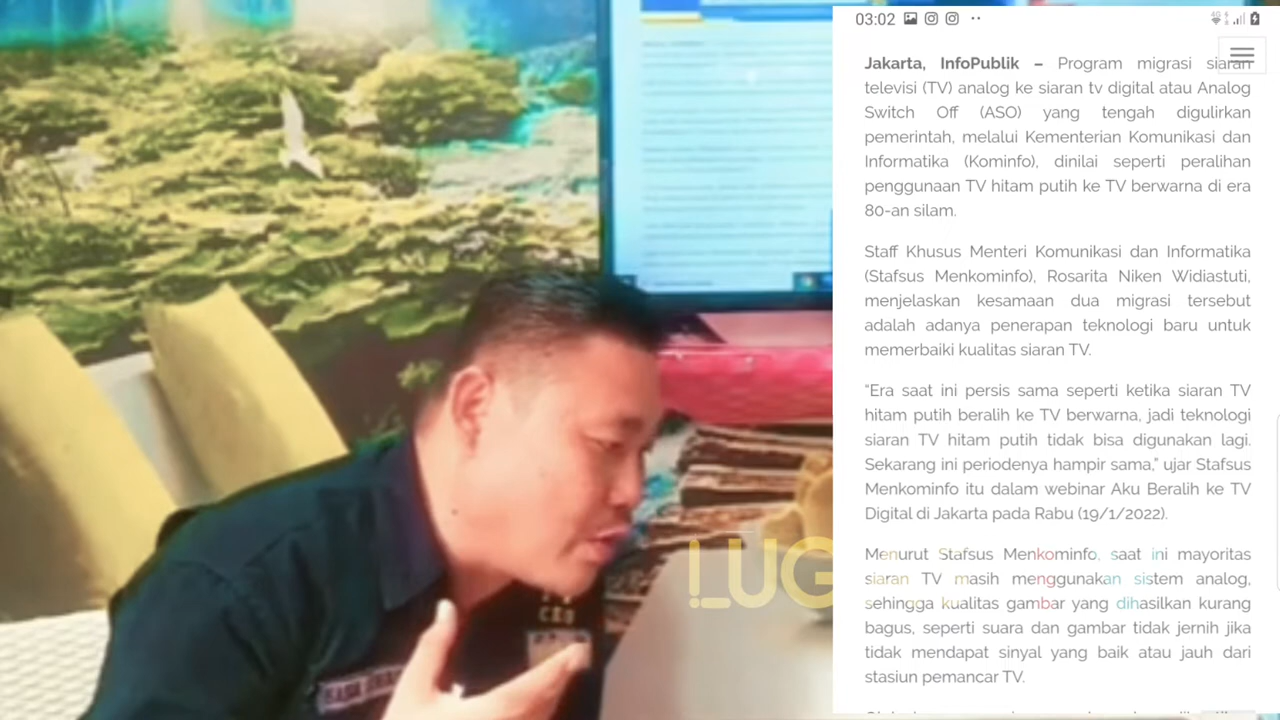 03:02
Jakarta, InfoPublik – Program migrasi siaran
televisi (TV) analog ke siaran tv digital atau Analog
Switch Off (ASO) yang tengah digulirkan
pemerintah, melalui Kementerian Komunikasi dan
Informatika (Kominfo), dinilai seperti peralihan
penggunaan TV hitam putih ke TV berwarna di era
80-an silam.
Staff Khusus Menteri Komunikasi dan Informatika
(Stafsus Menkominfo), Rosarita Niken Widiastuti,
menjelaskan kesamaan dua migrasi tersebut
adalah adanya penerapan teknologi baru untuk
memerbaiki kualitas siaran TV.
“Era saat ini persis sama seperti ketika siaran TV
hitam putih beralih ke TV berwarna, jadi teknologi
siaran TV hitam putih tidak bisa digunakan lagi.
Sekarang ini periodenya hampir sama,” ujar Stafsus
Menkominfo itu dalam webinar Aku Beralih ke TV
Digital di Jakarta pada Rabu (19/1/2022).
Menurut Stafsus Menkominfo, saat ini mayoritas
siaran TV masih menggunakan sistem analog,
sehingga kualitas gambar yang dihasilkan kurang
bagus, seperti suara dan gambar tidak jernih jika
tidak mendapat sinyal yang baik atau jauh dari
stasiun pemancar TV.
LUG
CEO